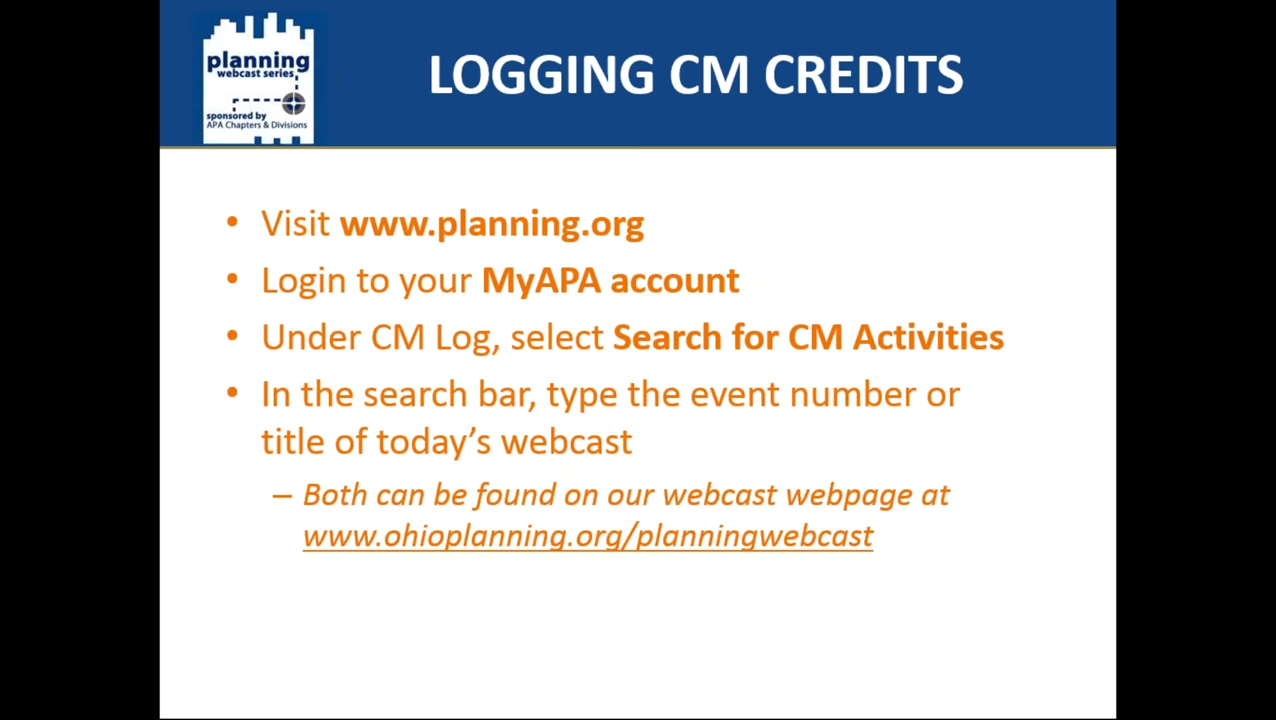 planning
webcast series
sponsored by
APA Chapters & Divisions
LOGGING CM CREDITS
• Visit www.planning.org
• Login to your MyAPA account
• Under CM Log, select Search for CM Activities
• In the search bar, type the event number or
title of today’s webcast
– Both can be found on our webcast webpage at
www.ohioplanning.org/planningwebcast